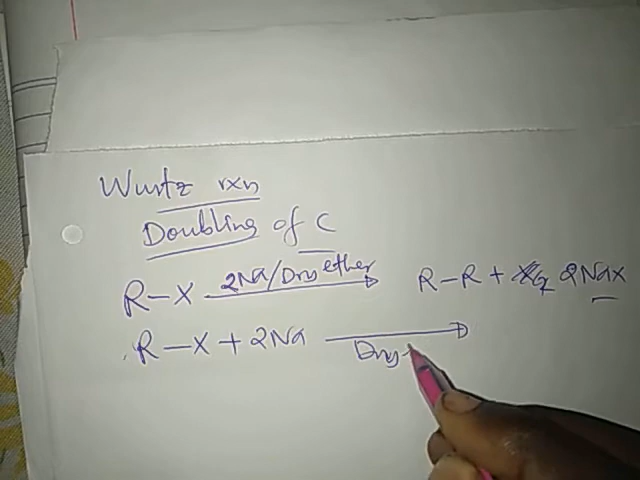 Wurtz rxn
Doubling of C
R-X 2Na/Dry ether → R-R + 2NaX
R-X + 2Na → Dry